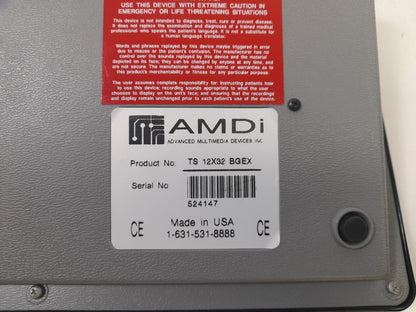 USE THIS DEVICE WITH EXTREME CAUTION IN
EMERGENCY OR LIFE THREATENING SITUATIONS
This device is not intended to diagnose, treat, cure or prevent disease.
It does not replace the examination and diagnoses of a trained medical
professional who speaks the patient's language. It is not a substitute for
a human language translator.
Words and phrases replayed by this device maybe triggered in error
due to misuse or the patient's confusion. The manufacturer has no
control over the sounds replayed by this device and the material
depicted on its face; they can be changed by anyone at any time, and
are not secure. The manufacturer makes no claims or warranties as to
this product's merchantability or fitness for any particular purpose.
The user assumes complete responsibility for instructing patients how
to use this device; recording sounds appropriate to what the user
chooses to display on the unit's face; and ensuring that the recordings
and display remain unchanged prior to each patient's use of the device.
AMDi
ADVANCED MULTIMEDIA DEVICES INC
Product No: TS 12X32 BGEX
Serial No:
524147
CE Made in USA CE
1-631-531-8888